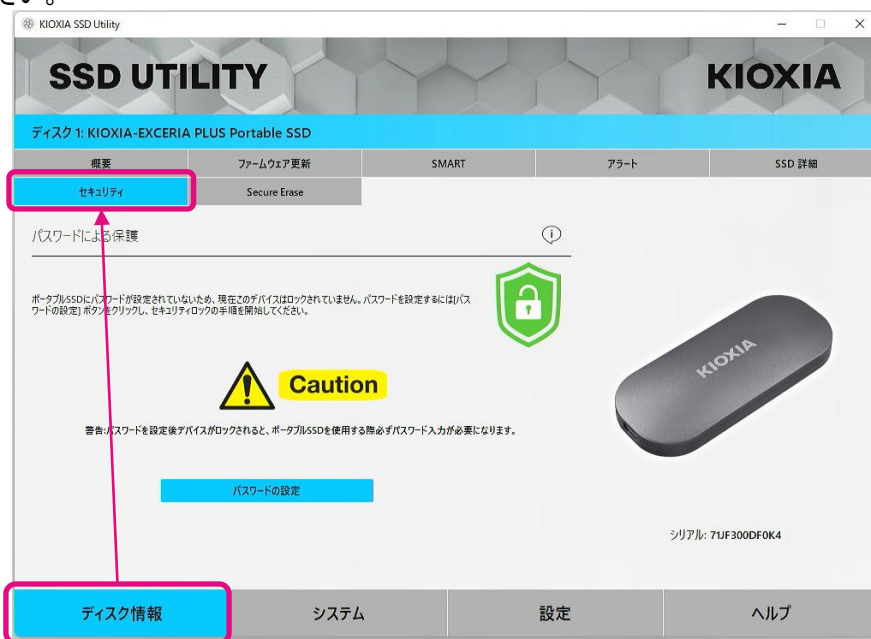 さい。
KIOXIA SSD Utility
SSD UTILITY
KIOXIA
ディスク 1: KIOXIA-EXCERIA PLUS Portable SSD
概要
ファームウェア更新
SMART
アラート
SSD 詳細
セキュリティ
Secure Erase
パスワードによる保護
ポータブルSSDにパスワードが設定されていないため、現在このデバイスはロックされていません。パスワードを設定するには[パス
ワードの設定] ボタンをクリックし、セキュリティロックの手順を開始してください。
Caution
警告:パスワードを設定後デバイスがロックされると、ポータブルSSDを使用する際必ずパスワード入力が必要になります。
パスワードの設定
KIOXIA
シリアル: 71JF300DF0K4
ディスク情報
システム
設定
ヘルプ